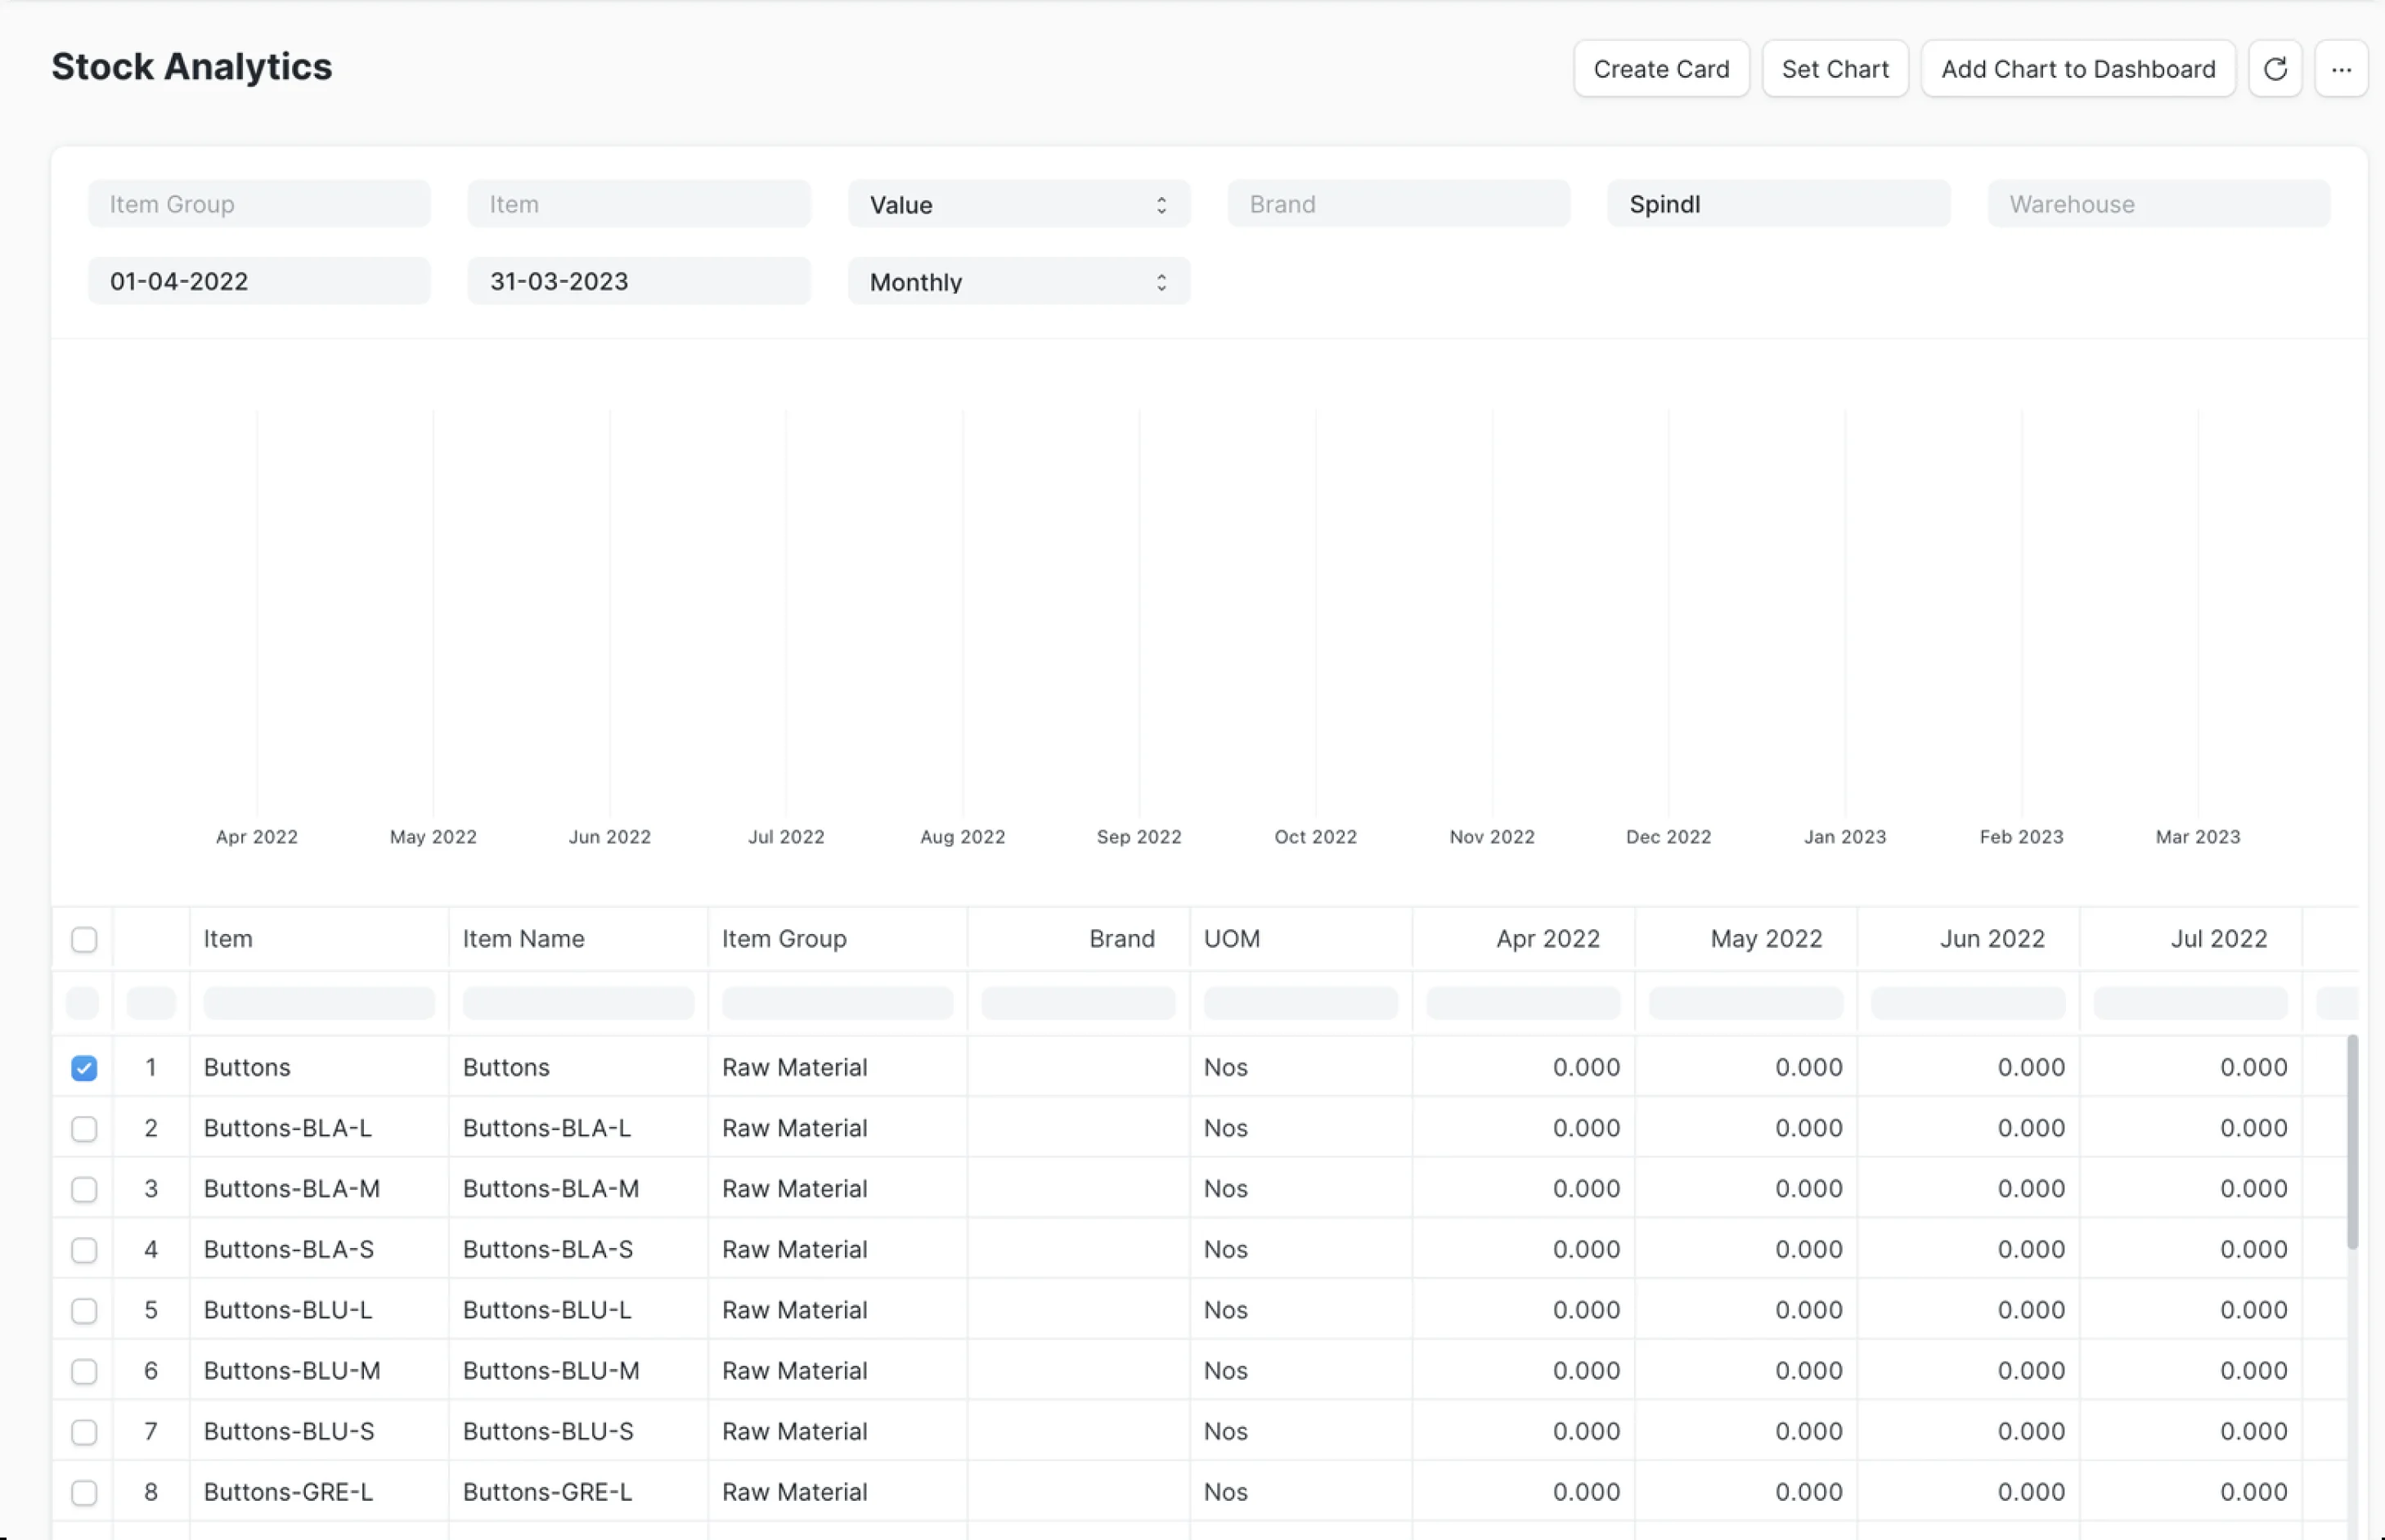 Stock Analytics
Create Card Set Chart Add Chart to Dashboard ...
Item Group Item Value Brand Spindl Warehouse
01-04-2022 31-03-2023 Monthly
Apr 2022 May 2022 Jun 2022 Jul 2022 Aug 2022 Sep 2022 Oct 2022 Nov 2022 Dec 2022 Jan 2023 Feb 2023 Mar 2023
Item Item Name Item Group Brand UOM Apr 2022 May 2022 Jun 2022 Jul 2022
1 Buttons Buttons Raw Material Nos 0.000 0.000 0.000 0.000
2 Buttons-BLA-L Buttons-BLA-L Raw Material Nos 0.000 0.000 0.000 0.000
3 Buttons-BLA-M Buttons-BLA-M Raw Material Nos 0.000 0.000 0.000 0.000
4 Buttons-BLA-S Buttons-BLA-S Raw Material Nos 0.000 0.000 0.000 0.000
5 Buttons-BLU-L Buttons-BLU-L Raw Material Nos 0.000 0.000 0.000 0.000
6 Buttons-BLU-M Buttons-BLU-M Raw Material Nos 0.000 0.000 0.000 0.000
7 Buttons-BLU-S Buttons-BLU-S Raw Material Nos 0.000 0.000 0.000 0.000
8 Buttons-GRE-L Buttons-GRE-L Raw Material Nos 0.000 0.000 0.000 0.000